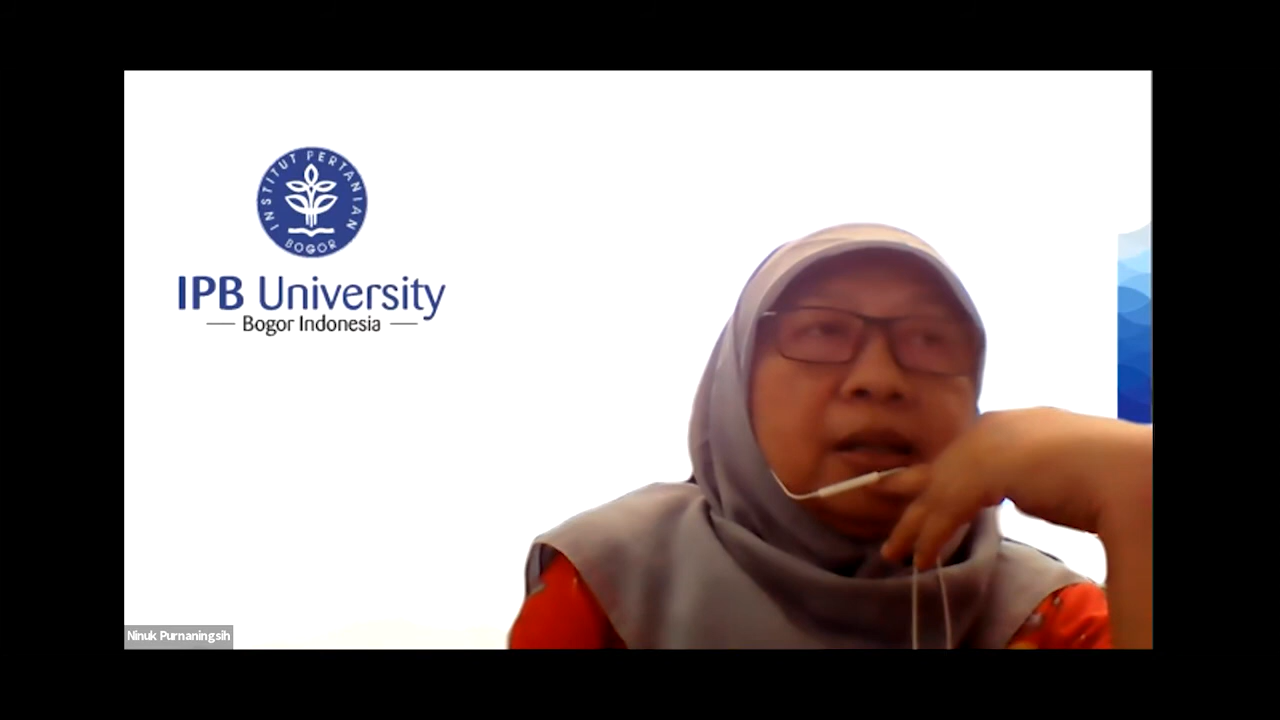 INSTITUT PERTANIAN
BOGOR
IPB University
Bogor Indonesia
Ninuk Purnaningsih